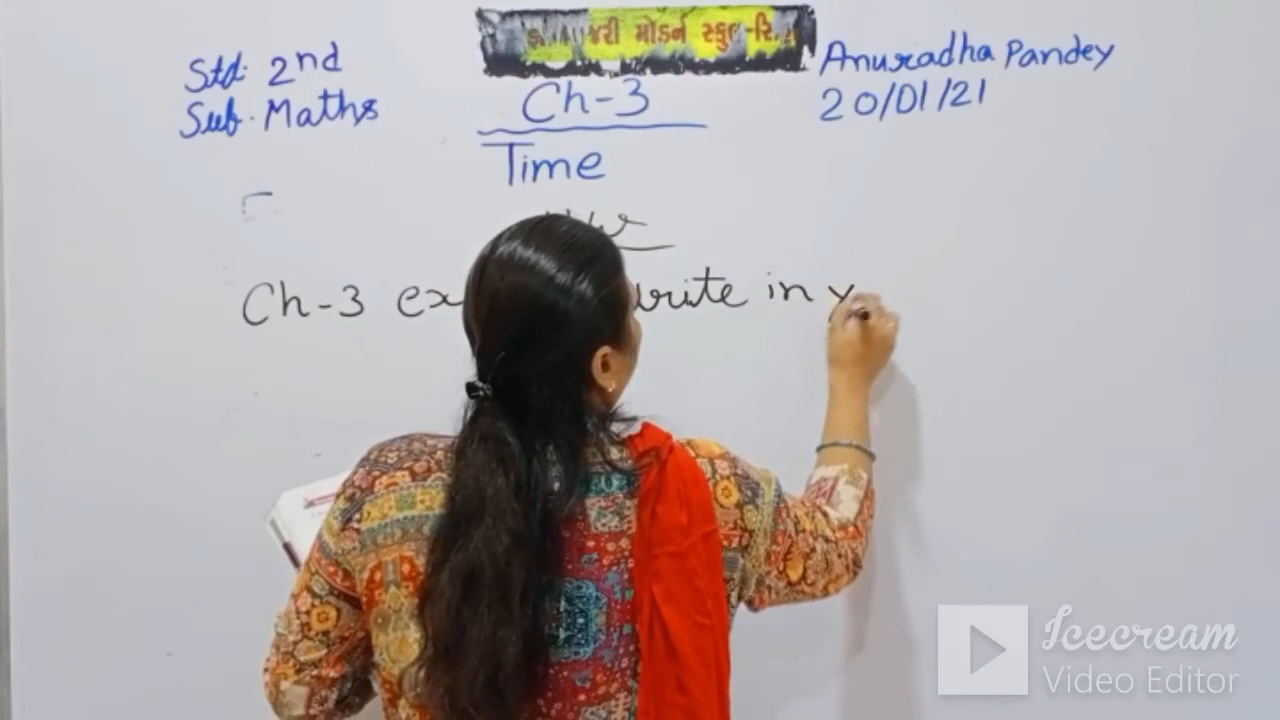 મોડર્ન સ્કુલ
Std: 2nd
Anuradha Pandey
Sub. Maths
Ch-3
20/01/21
Time
Ch-3 write in
Icecream
Video Editor